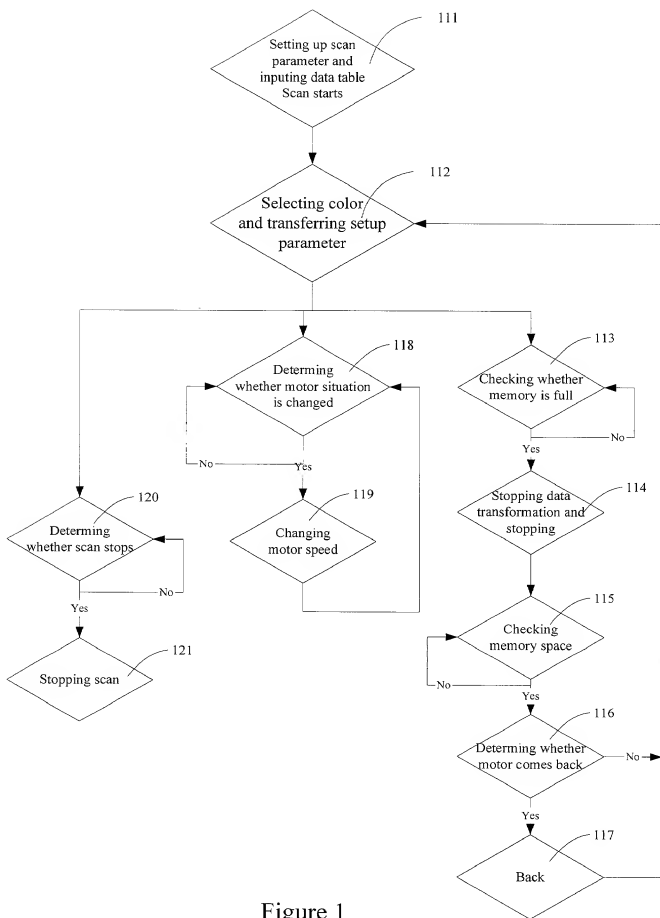 111
Setting up scan
parameter and
inputing data table
Scan starts
112
Selecting color
and transferring setup
parameter
118
Determing
whether motor situation
is changed
No
Yes
119
Changing
motor speed
113
Checking whether
memory is full
Yes
No
114
Stopping data
transformation and
stopping
115
Checking
memory space
No
Yes
116
Determing whether
motor comes back
No
Yes
117
Back
120
Determing
whether scan stops
No
Yes
121
Stopping scan
Figure 1